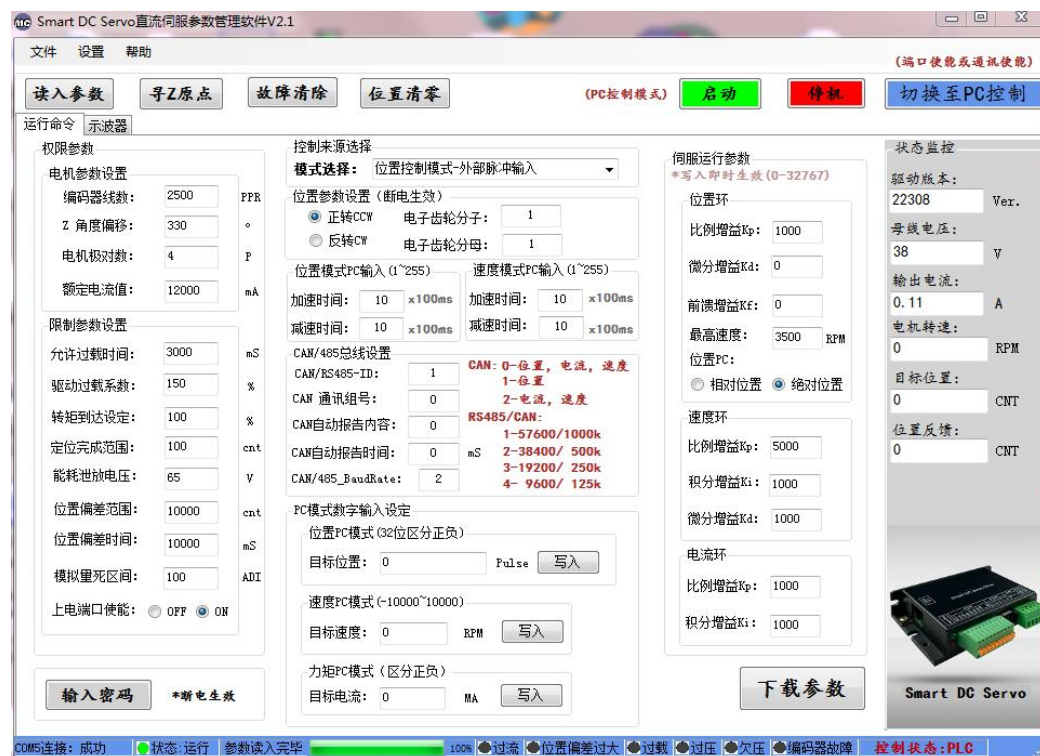 Smart DC Servo直流伺服参数管理软件V2.1
文件 设置 帮助
(端口使能或通讯使能)
读入参数 寻Z原点 故障清除 位置清零 (PC控制模式) 启动 停机 切换至PC控制
运行命令 示波器
权限参数
电机参数设置
编码器线数: 2500 PPR
Z 角度偏移: 330 °
电机极对数: 4 P
额定电流值: 12000 mA
限制参数设置
允许过载时间: 3000 mS
驱动过载系数: 150 %
转矩到达设定: 100 %
定位完成范围: 100 cnt
能耗泄放电压: 65 V
位置偏差范围: 10000 cnt
位置偏差时间: 10000 mS
模拟量死区间: 100 ADI
上电端口使能: OFF ON
输入密码 *断电生效
控制来源选择
模式选择: 位置控制模式-外部脉冲输入
位置参数设置(断电生效)
正转CCW 电子齿轮分子: 1
反转CW 电子齿轮分母: 1
位置模式PC输入(1~255)
加速时间: 10 x100ms
减速时间: 10 x100ms
速度模式PC输入(1~255)
加速时间: 10 x100ms
减速时间: 10 x100ms
CAN/485总线设置
CAN/RS485-ID: 1
CAN 通讯组号: 0
CAN自动报告内容: 0
CAN自动报告时间: 0 mS
CAN/485_BaudRate: 2
CAN: 0-位置, 电流, 速度
1-位置
2-电流, 速度
RS485/CAN:
1-57600/1000k
2-38400/ 500k
3-19200/ 250k
4- 9600/ 125k
PC模式数字输入设定
位置PC模式(32位区分正负)
目标位置: 0 Pulse 写入
速度PC模式(-10000~10000)
目标速度: 0 RPM 写入
力矩PC模式(区分正负)
目标电流: 0 MA 写入
伺服运行参数
*写入即时生效(0-32767)
位置环
比例增益Kp: 1000
微分增益Kd: 0
前馈增益Kf: 0
最高速度: 3500 RPM
位置PC:
相对位置 绝对位置
速度环
比例增益Kp: 5000
积分增益Ki: 1000
微分增益Kd: 1000
电流环
比例增益Kp: 1000
积分增益Ki: 1000
下载参数
状态监控
驱动版本:
22308 Ver.
母线电压:
38 V
输出电流:
0.11 A
电机转速:
0 RPM
目标位置:
0 CNT
位置反馈:
0 CNT
Smart DC Servo
COM5连接: 成功 状态:运行 参数读入完毕 100% 过流 位置偏差过大 过载 过压 欠压 编码器故障 控制状态:PLC